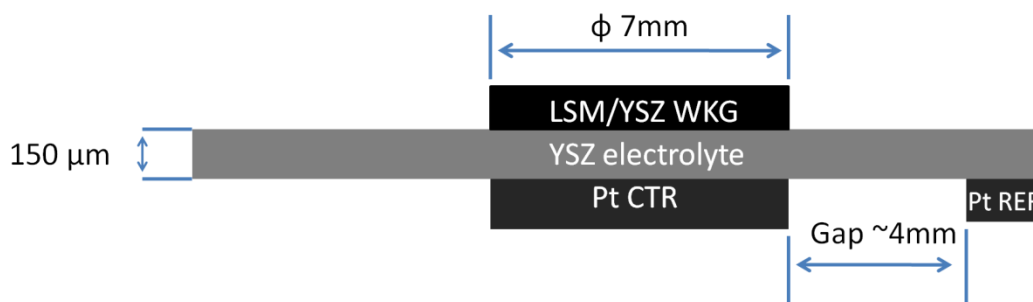 ϕ 7mm
LSM/YSZ WKG
150 μm
YSZ electrolyte
Pt CTR
Pt REF
Gap ~4mm